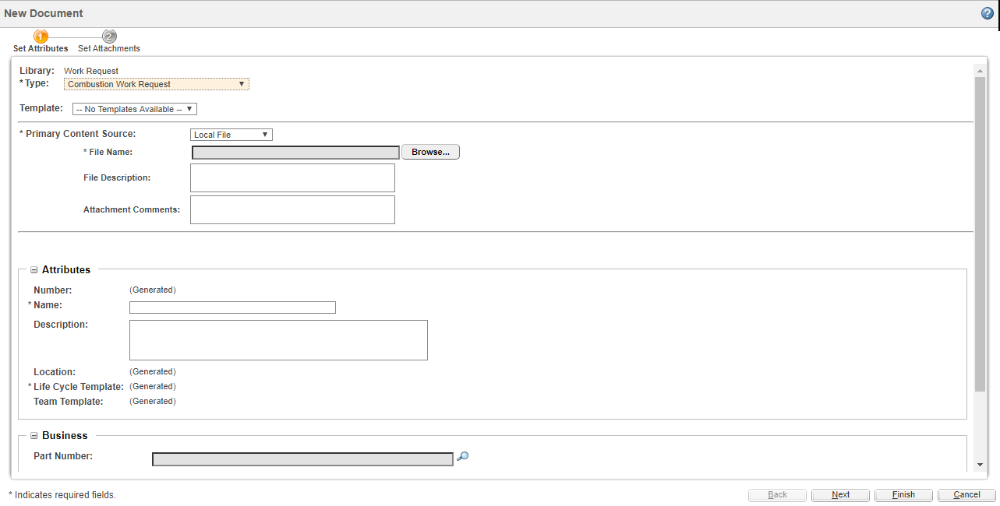 New Document
?
1 2
Set Attributes Set Attachments
Library: Work Request
* Type: Combustion Work Request
Template: -- No Templates Available --
* Primary Content Source: Local File
* File Name: Browse...
File Description:
Attachment Comments:
Attributes
Number: (Generated)
* Name:
Description:
Location: (Generated)
* Life Cycle Template: (Generated)
Team Template: (Generated)
Business
Part Number:
* Indicates required fields.
Back Next Finish Cancel